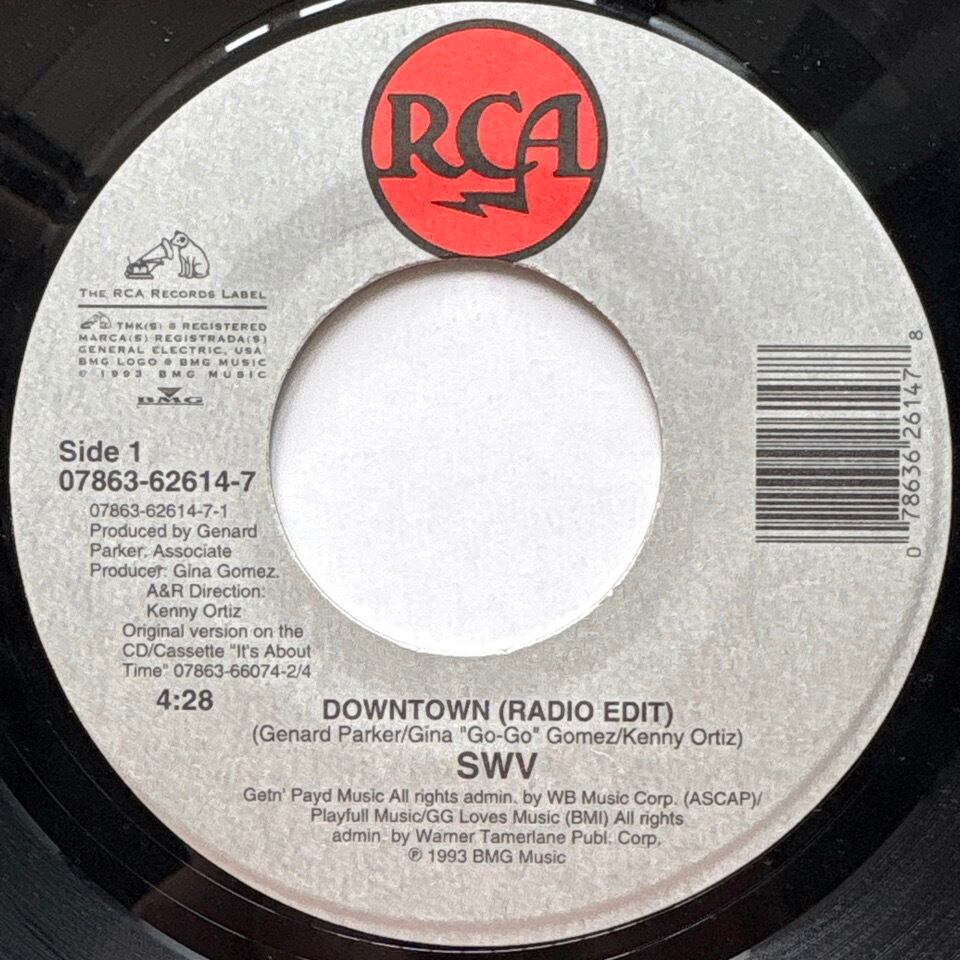 RCA
THE RCA RECORDS LABEL
TMK(S) ® REGISTERED
MARCA(S) REGISTRADA(S)
GENERAL ELECTRIC, USA
BMG LOGO ® BMG MUSIC
© 1993 BMG MUSIC
BMG
Side 1
07863-62614-7
07863-62614-7-1
Produced by Genard
Parker. Associate
Producer: Gina Gomez.
A&R Direction:
Kenny Ortiz
Original version on the
CD/Cassette "It's About
Time" 07863-66074-2/4
4:28
0 78636 26147 8
DOWNTOWN (RADIO EDIT)
(Genard Parker/Gina "Go-Go" Gomez/Kenny Ortiz)
SWV
Getn' Payd Music All rights admin. by WB Music Corp. (ASCAP)/
Playfull Music/GG Loves Music (BMI) All rights
admin. by Warner Tamerlane Publ. Corp.
℗ 1993 BMG Music